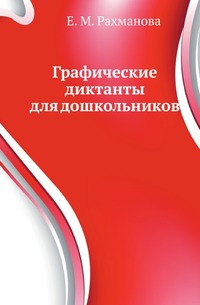 Е. М. Рахманова
Графические
диктанты
для дошкольников